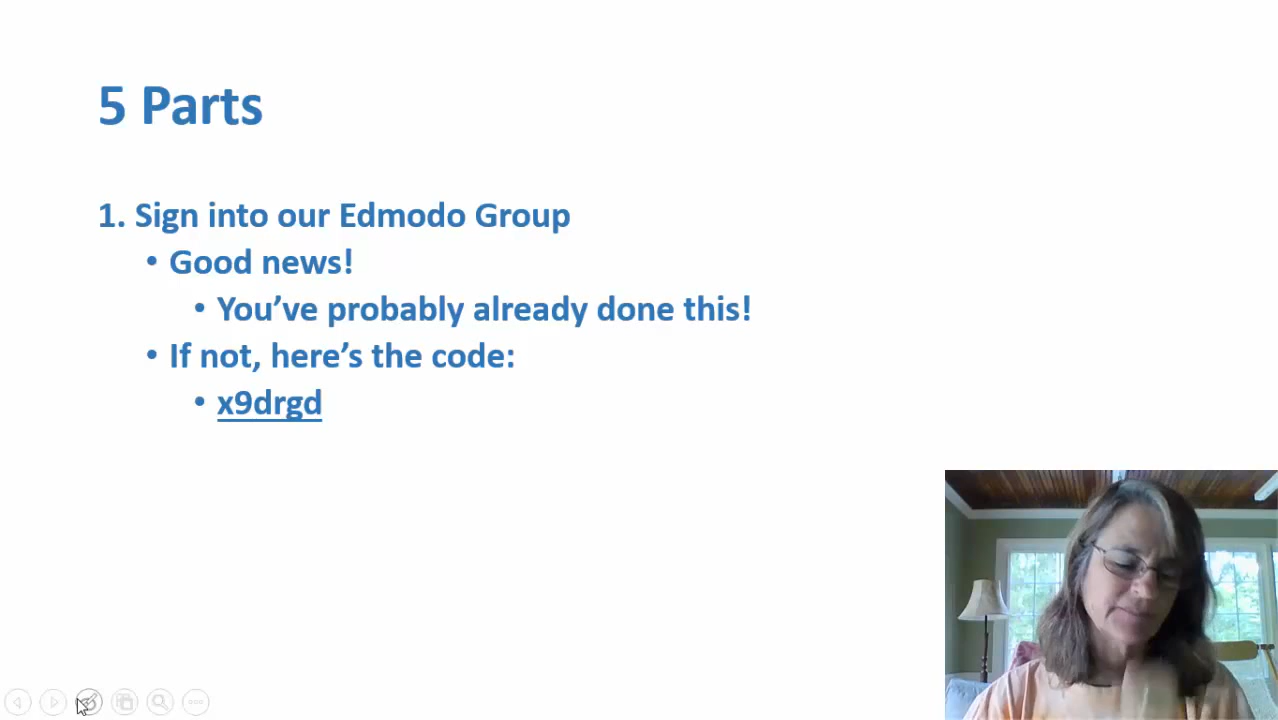 5 Parts
1. Sign into our Edmodo Group
• Good news!
• You’ve probably already done this!
• If not, here’s the code:
• x9drgd